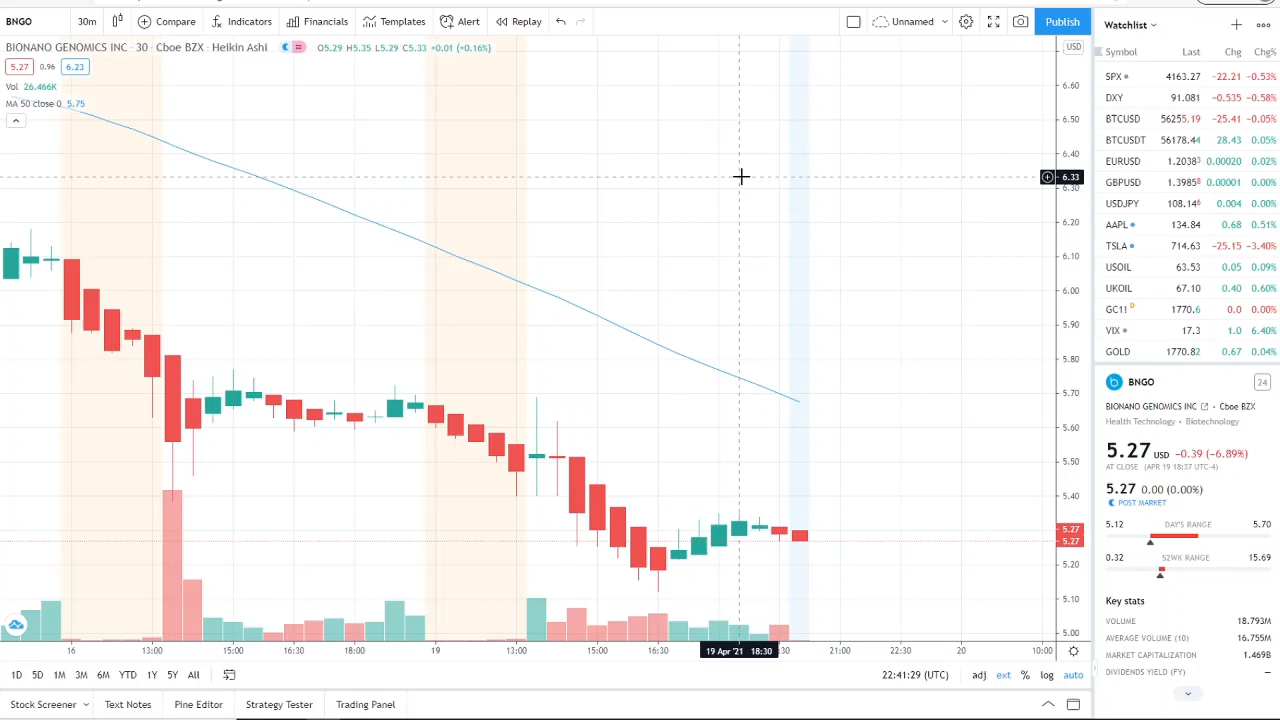 BNGO 30m Compare Indicators Financials Templates Alert Replay Unnamed Publish
BIONANO GENOMICS INC · 30 · Cboe BZX · Heikin Ashi O5.29 H5.35 L5.29 C5.33 +0.01 (+0.16%)
5.27 0.96 6.23
Vol 26.466K
MA 50 close 0 5.75
USD
6.60
6.50
6.40
6.33
6.30
6.20
6.10
6.00
5.90
5.80
5.70
5.60
5.50
5.40
5.27
5.27
5.20
5.10
5.00
16 13:00 15:00 16:30 18:00 19 13:00 15:00 16:30 19 Apr '21 18:30 21:00 22:30 20 10:00
1D 5D 1M 3M 6M YTD 1Y 5Y All 22:41:29 (UTC) adj ext % log auto
Stock Screener Text Notes Pine Editor Strategy Tester Trading Panel
Watchlist
Symbol Last Chg Chg%
SPX 4163.27 −22.21 −0.53%
DXY 91.081 −0.535 −0.58%
BTCUSD 56255.19 −25.41 −0.05%
BTCUSDT 56178.44 28.43 0.05%
EURUSD 1.20383 0.00020 0.02%
GBPUSD 1.39858 0.00001 0.00%
USDJPY 108.146 0.004 0.00%
AAPL 134.84 0.68 0.51%
TSLA 714.63 −25.15 −3.40%
USOIL 63.53 0.05 0.09%
UKOIL 67.10 0.40 0.60%
GC1! D 1770.6 0.0 0.00%
VIX 17.3 1.0 6.40%
GOLD 1770.82 0.67 0.04%
BNGO 24
BIONANO GENOMICS INC · Cboe BZX
Health Technology · Biotechnology
5.27 USD −0.39 (−6.89%)
AT CLOSE (APR 19 18:37 UTC-4)
5.27 0.00 (0.00%)
POST MARKET
5.12 DAY'S RANGE 5.70
0.32 52WK RANGE 15.69
Key stats
VOLUME 18.793M
AVERAGE VOLUME (10) 16.755M
MARKET CAPITALIZATION 1.469B
DIVIDENDS YIELD (FY) —